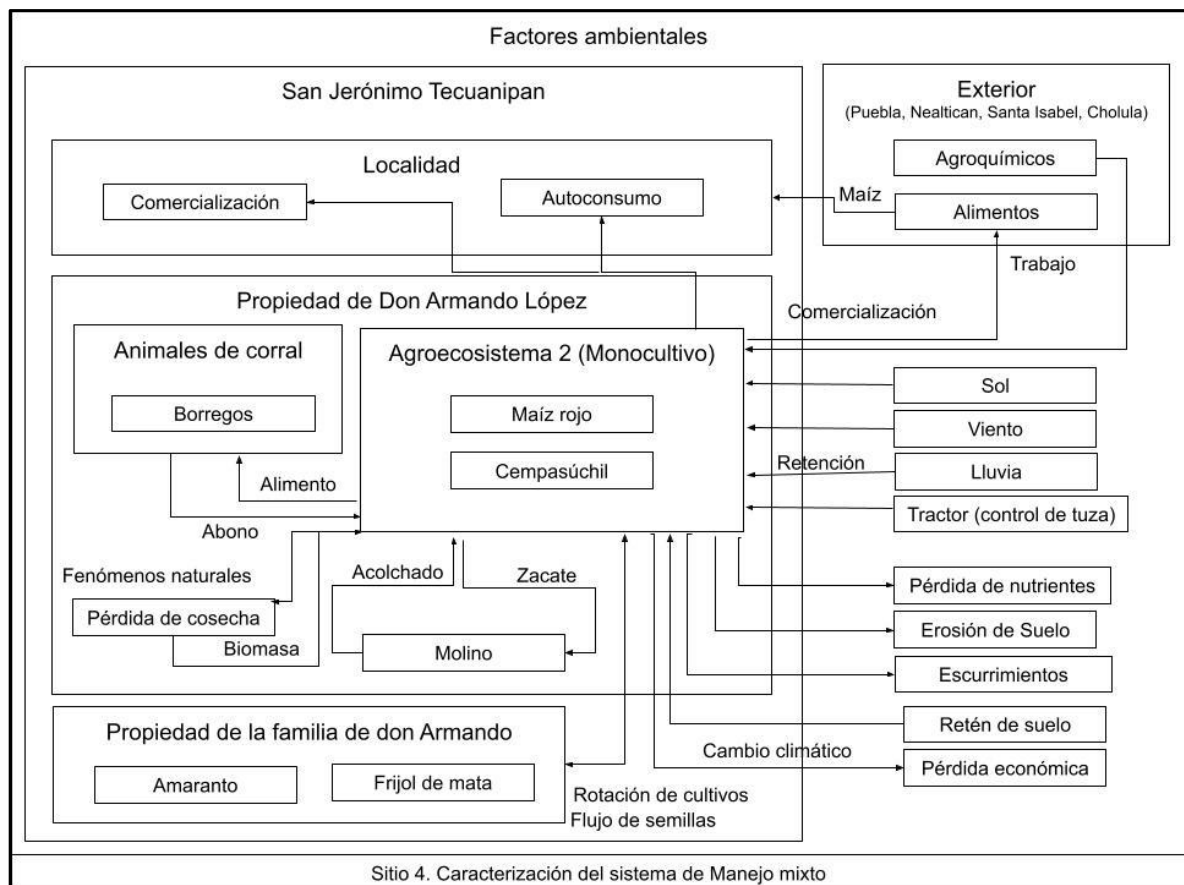 Factores ambientales
San Jerónimo Tecuanipan
Localidad
Comercialización
Autoconsumo
Exterior
(Puebla, Nealtican, Santa Isabel, Cholula)
Agroquímicos
Maíz
Alimentos
Trabajo
Comercialización
Propiedad de Don Armando López
Animales de corral
Borregos
Agroecosistema 2 (Monocultivo)
Maíz rojo
Cempasúchil
Alimento
Abono
Fenómenos naturales
Pérdida de cosecha
Biomasa
Acolchado
Zacate
Molino
Sol
Viento
Retención
Lluvia
Tractor (control de tuza)
Pérdida de nutrientes
Erosión de Suelo
Escurrimientos
Retén de suelo
Cambio climático
Pérdida económica
Propiedad de la familia de don Armando
Amaranto
Frijol de mata
Rotación de cultivos
Flujo de semillas
Sitio 4. Caracterización del sistema de Manejo mixto